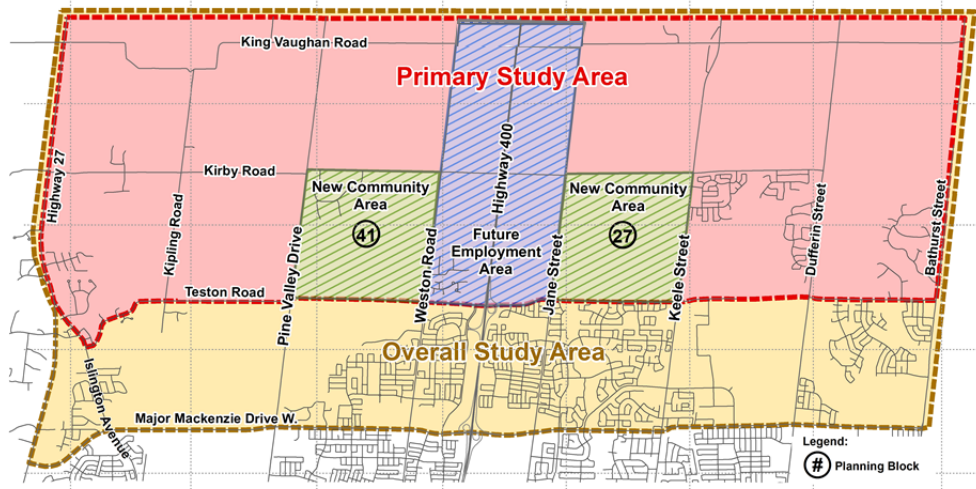 King Vaughan Road
Primary Study Area
Highway 27
Kipling Road
Kirby Road
Pine Valley Drive
New Community
Area
41
Weston Road
Highway 400
Future
Employment
Area
Jane Street
New Community
Area
27
Keele Street
Dufferin Street
Bathurst Street
Teston Road
Overall Study Area
Islington Avenue
Major Mackenzie Drive W.
Legend:
# Planning Block